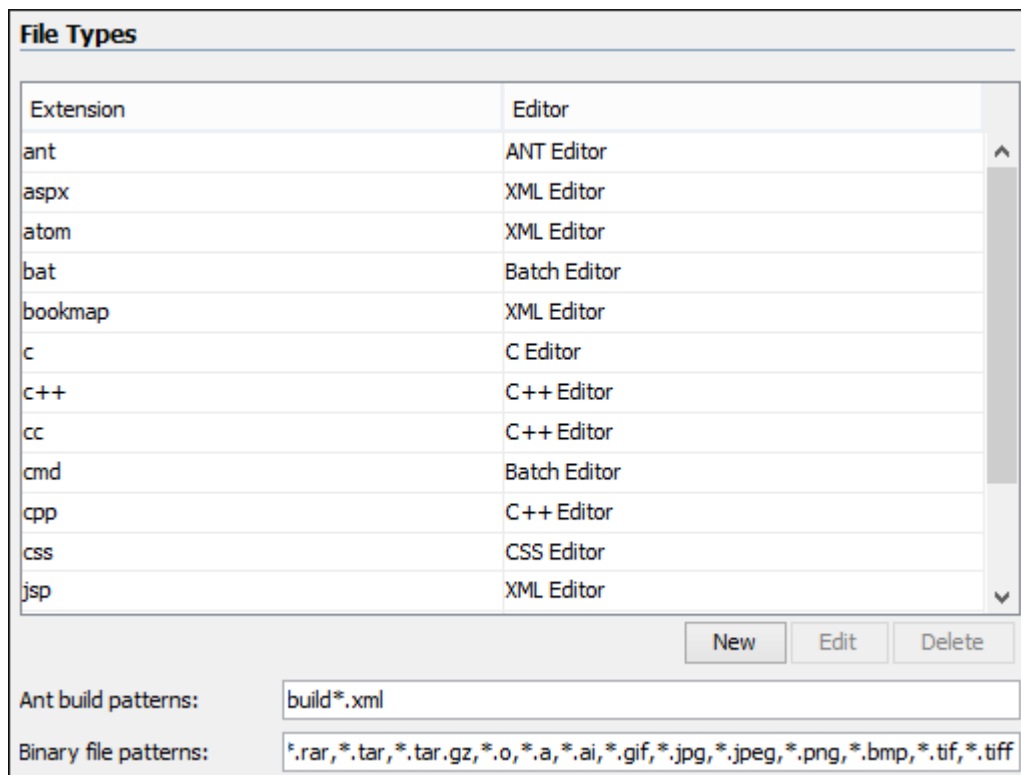 File Types
Extension Editor
ant ANT Editor
aspx XML Editor
atom XML Editor
bat Batch Editor
bookmap XML Editor
c C Editor
c++ C++ Editor
cc C++ Editor
cmd Batch Editor
cpp C++ Editor
css CSS Editor
jsp XML Editor
New Edit Delete
Ant build patterns: build*.xml
Binary file patterns: *.rar,*.tar,*.tar.gz,*.o,*.a,*.ai,*.gif,*.jpg,*.jpeg,*.png,*.bmp,*.tif,*.tiff